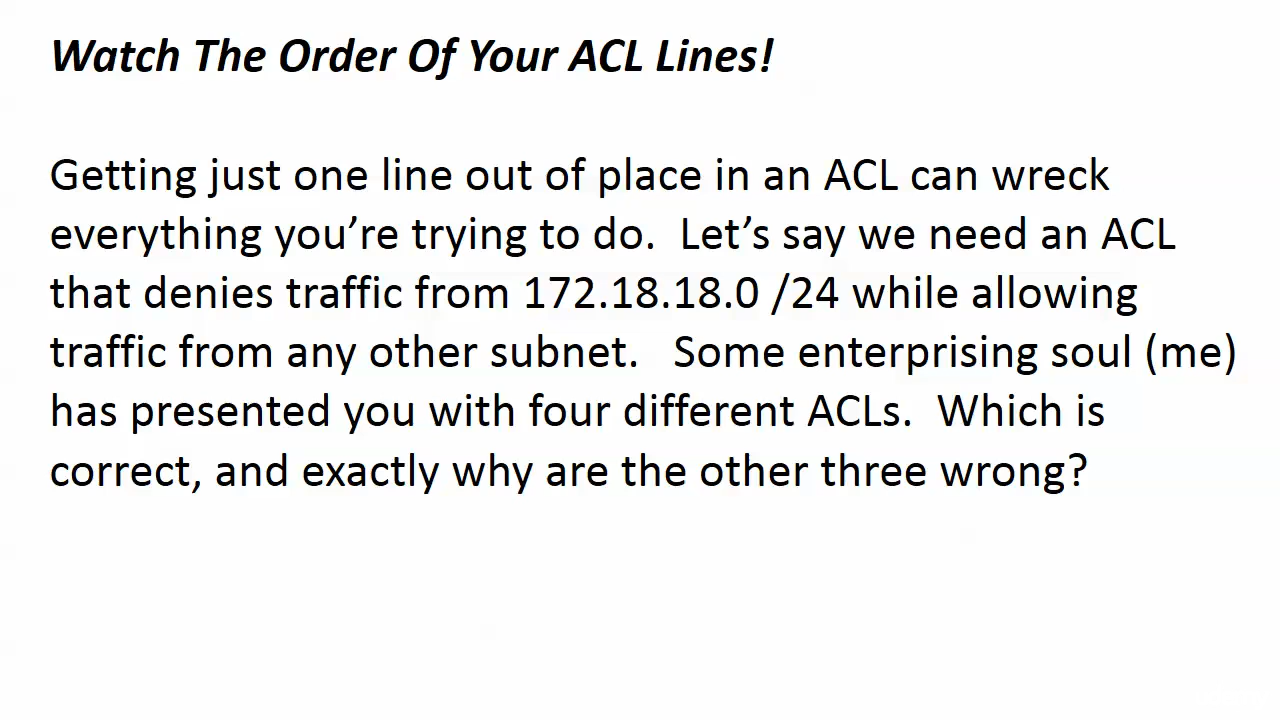 Watch The Order Of Your ACL Lines!
Getting just one line out of place in an ACL can wreck
everything you’re trying to do.  Let’s say we need an ACL
that denies traffic from 172.18.18.0 /24 while allowing
traffic from any other subnet.   Some enterprising soul (me)
has presented you with four different ACLs.  Which is
correct, and exactly why are the other three wrong?